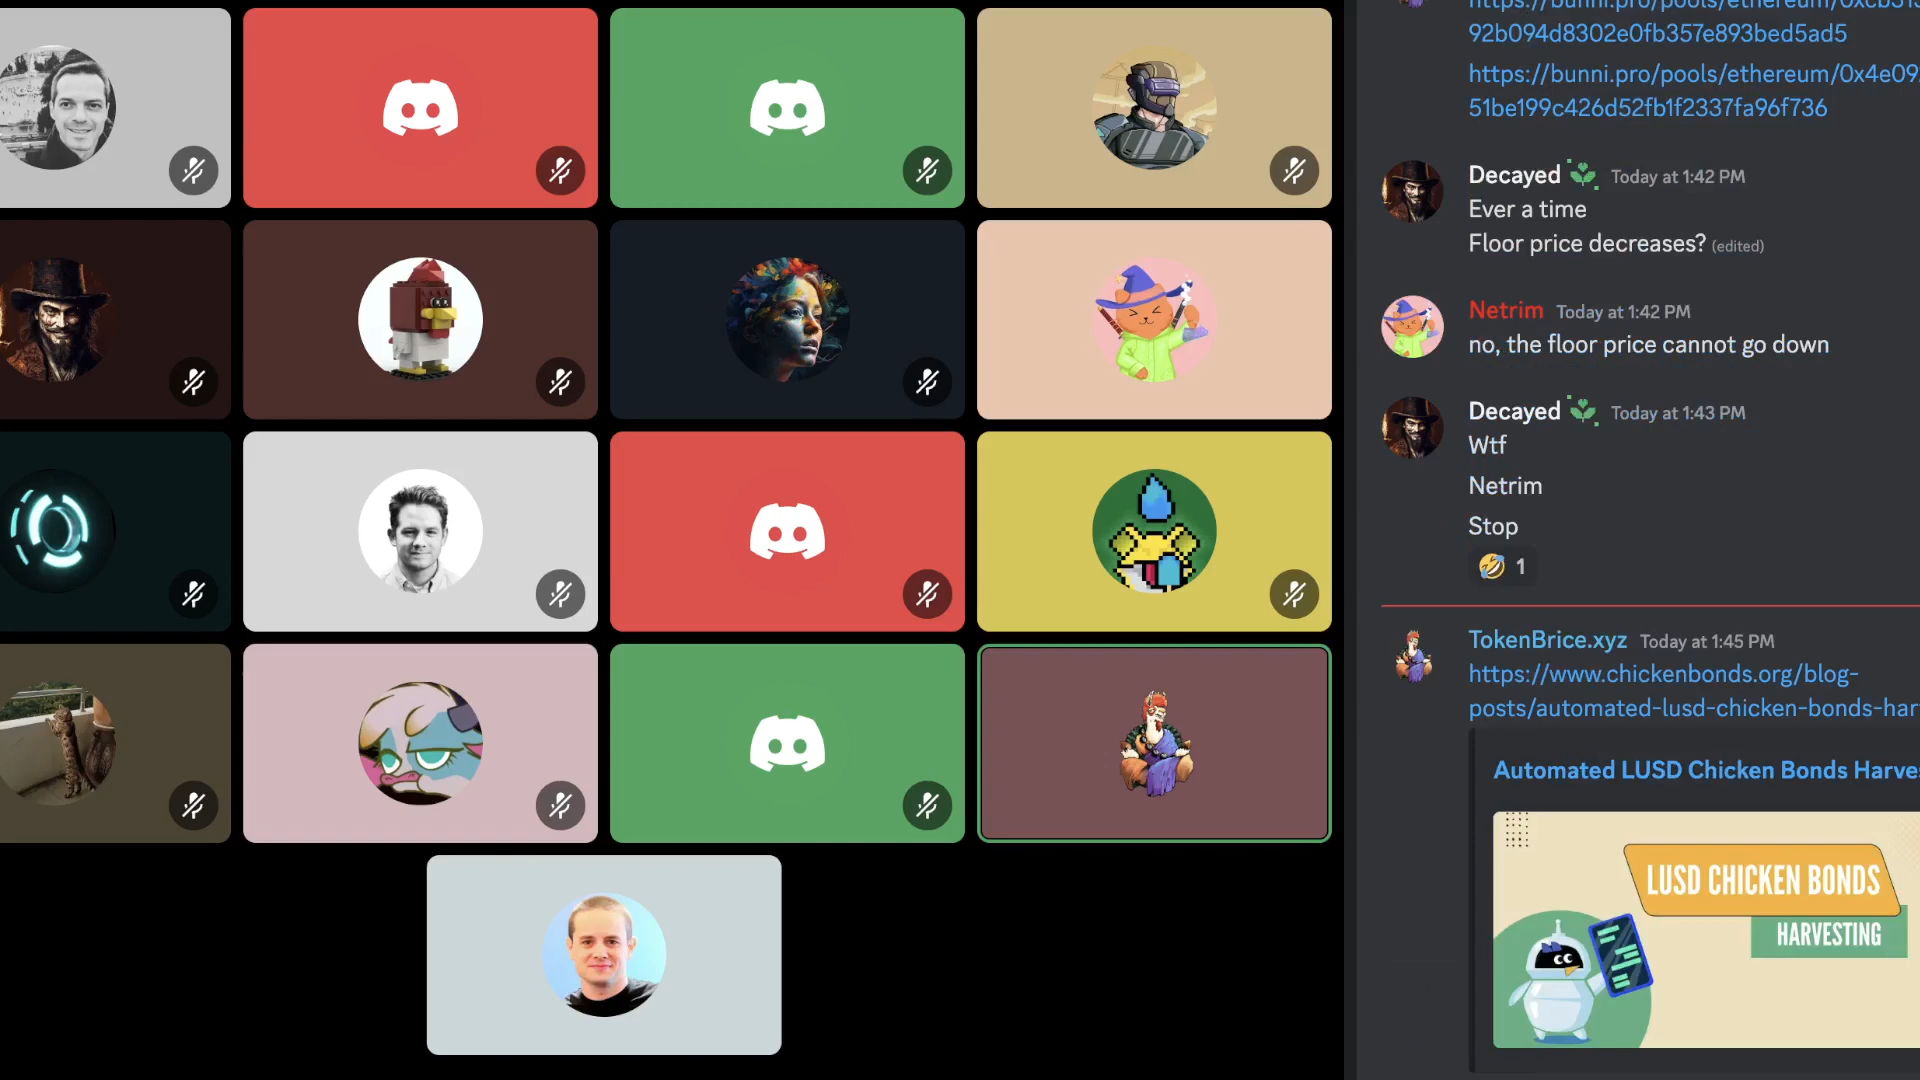 92b094d8302e0fb357e893bed5ad5
https://bunni.pro/pools/ethereum/0x4e09
51be199c426d52fb1f2337fa96f736
Decayed Today at 1:42 PM
Ever a time
Floor price decreases? (edited)
Netrim Today at 1:42 PM
no, the floor price cannot go down
Decayed Today at 1:43 PM
Wtf
Netrim
Stop
🤣 1
TokenBrice.xyz Today at 1:45 PM
https://www.chickenbonds.org/blog-
posts/automated-lusd-chicken-bonds-har
Automated LUSD Chicken Bonds Harve
LUSD CHICKEN BONDS
HARVESTING